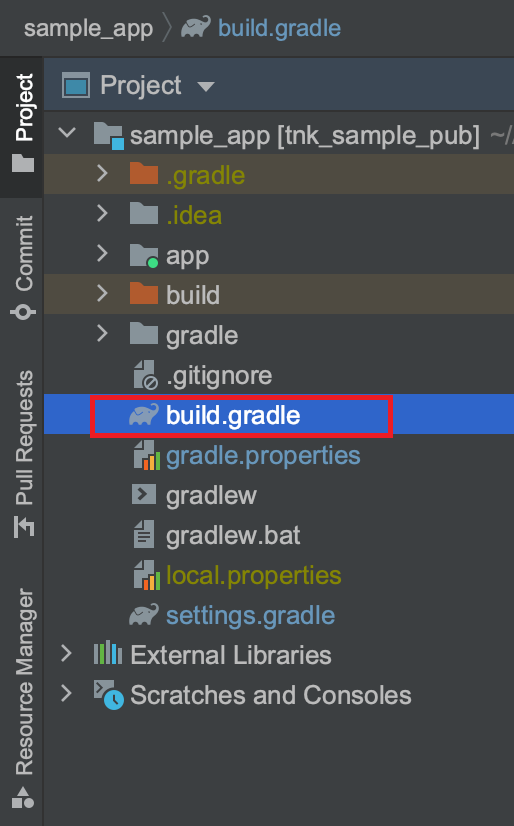 sample_app build.gradle
Project
sample_app [tnk_sample_pub] ~/
.gradle
.idea
app
build
gradle
.gitignore
build.gradle
gradle.properties
gradlew
gradlew.bat
local.properties
settings.gradle
External Libraries
Scratches and Consoles
Project
Commit
Pull Requests
Resource Manager